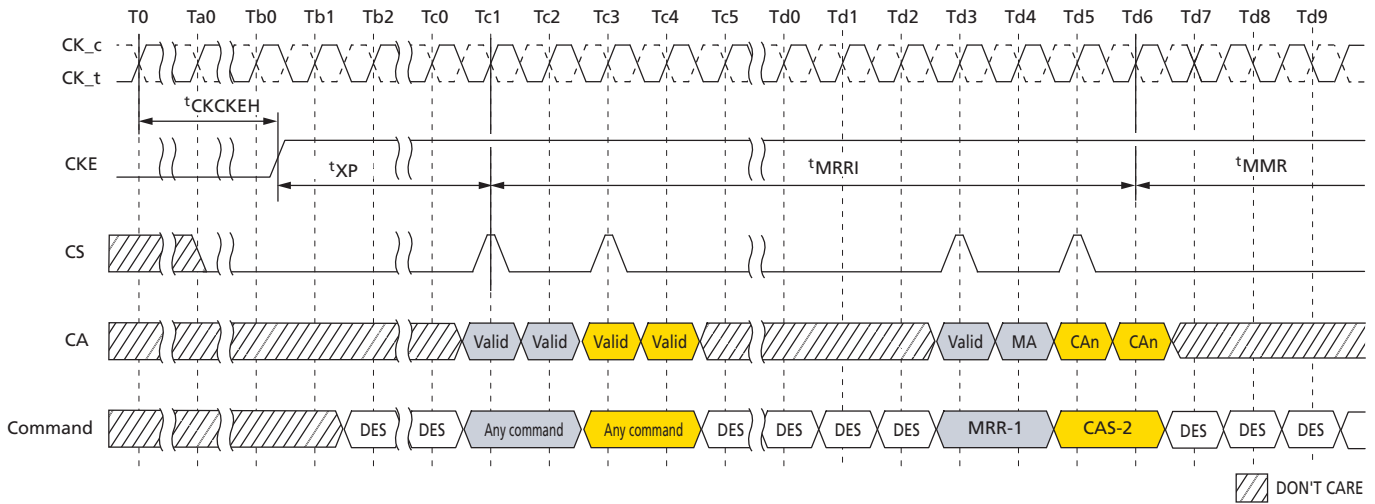 T0 Ta0 Tb0 Tb1 Tb2 Tc0 Tc1 Tc2 Tc3 Tc4 Tc5 Td0 Td1 Td2 Td3 Td4 Td5 Td6 Td7 Td8 Td9
CK_c
CK_t
tCKCKEH
CKE
tXP tMRRI tMMR
CS
CA Valid Valid Valid Valid Valid MA CAn CAn
Command DES DES Any command Any command DES DES DES DES MRR-1 CAS-2 DES DES DES
DON'T CARE